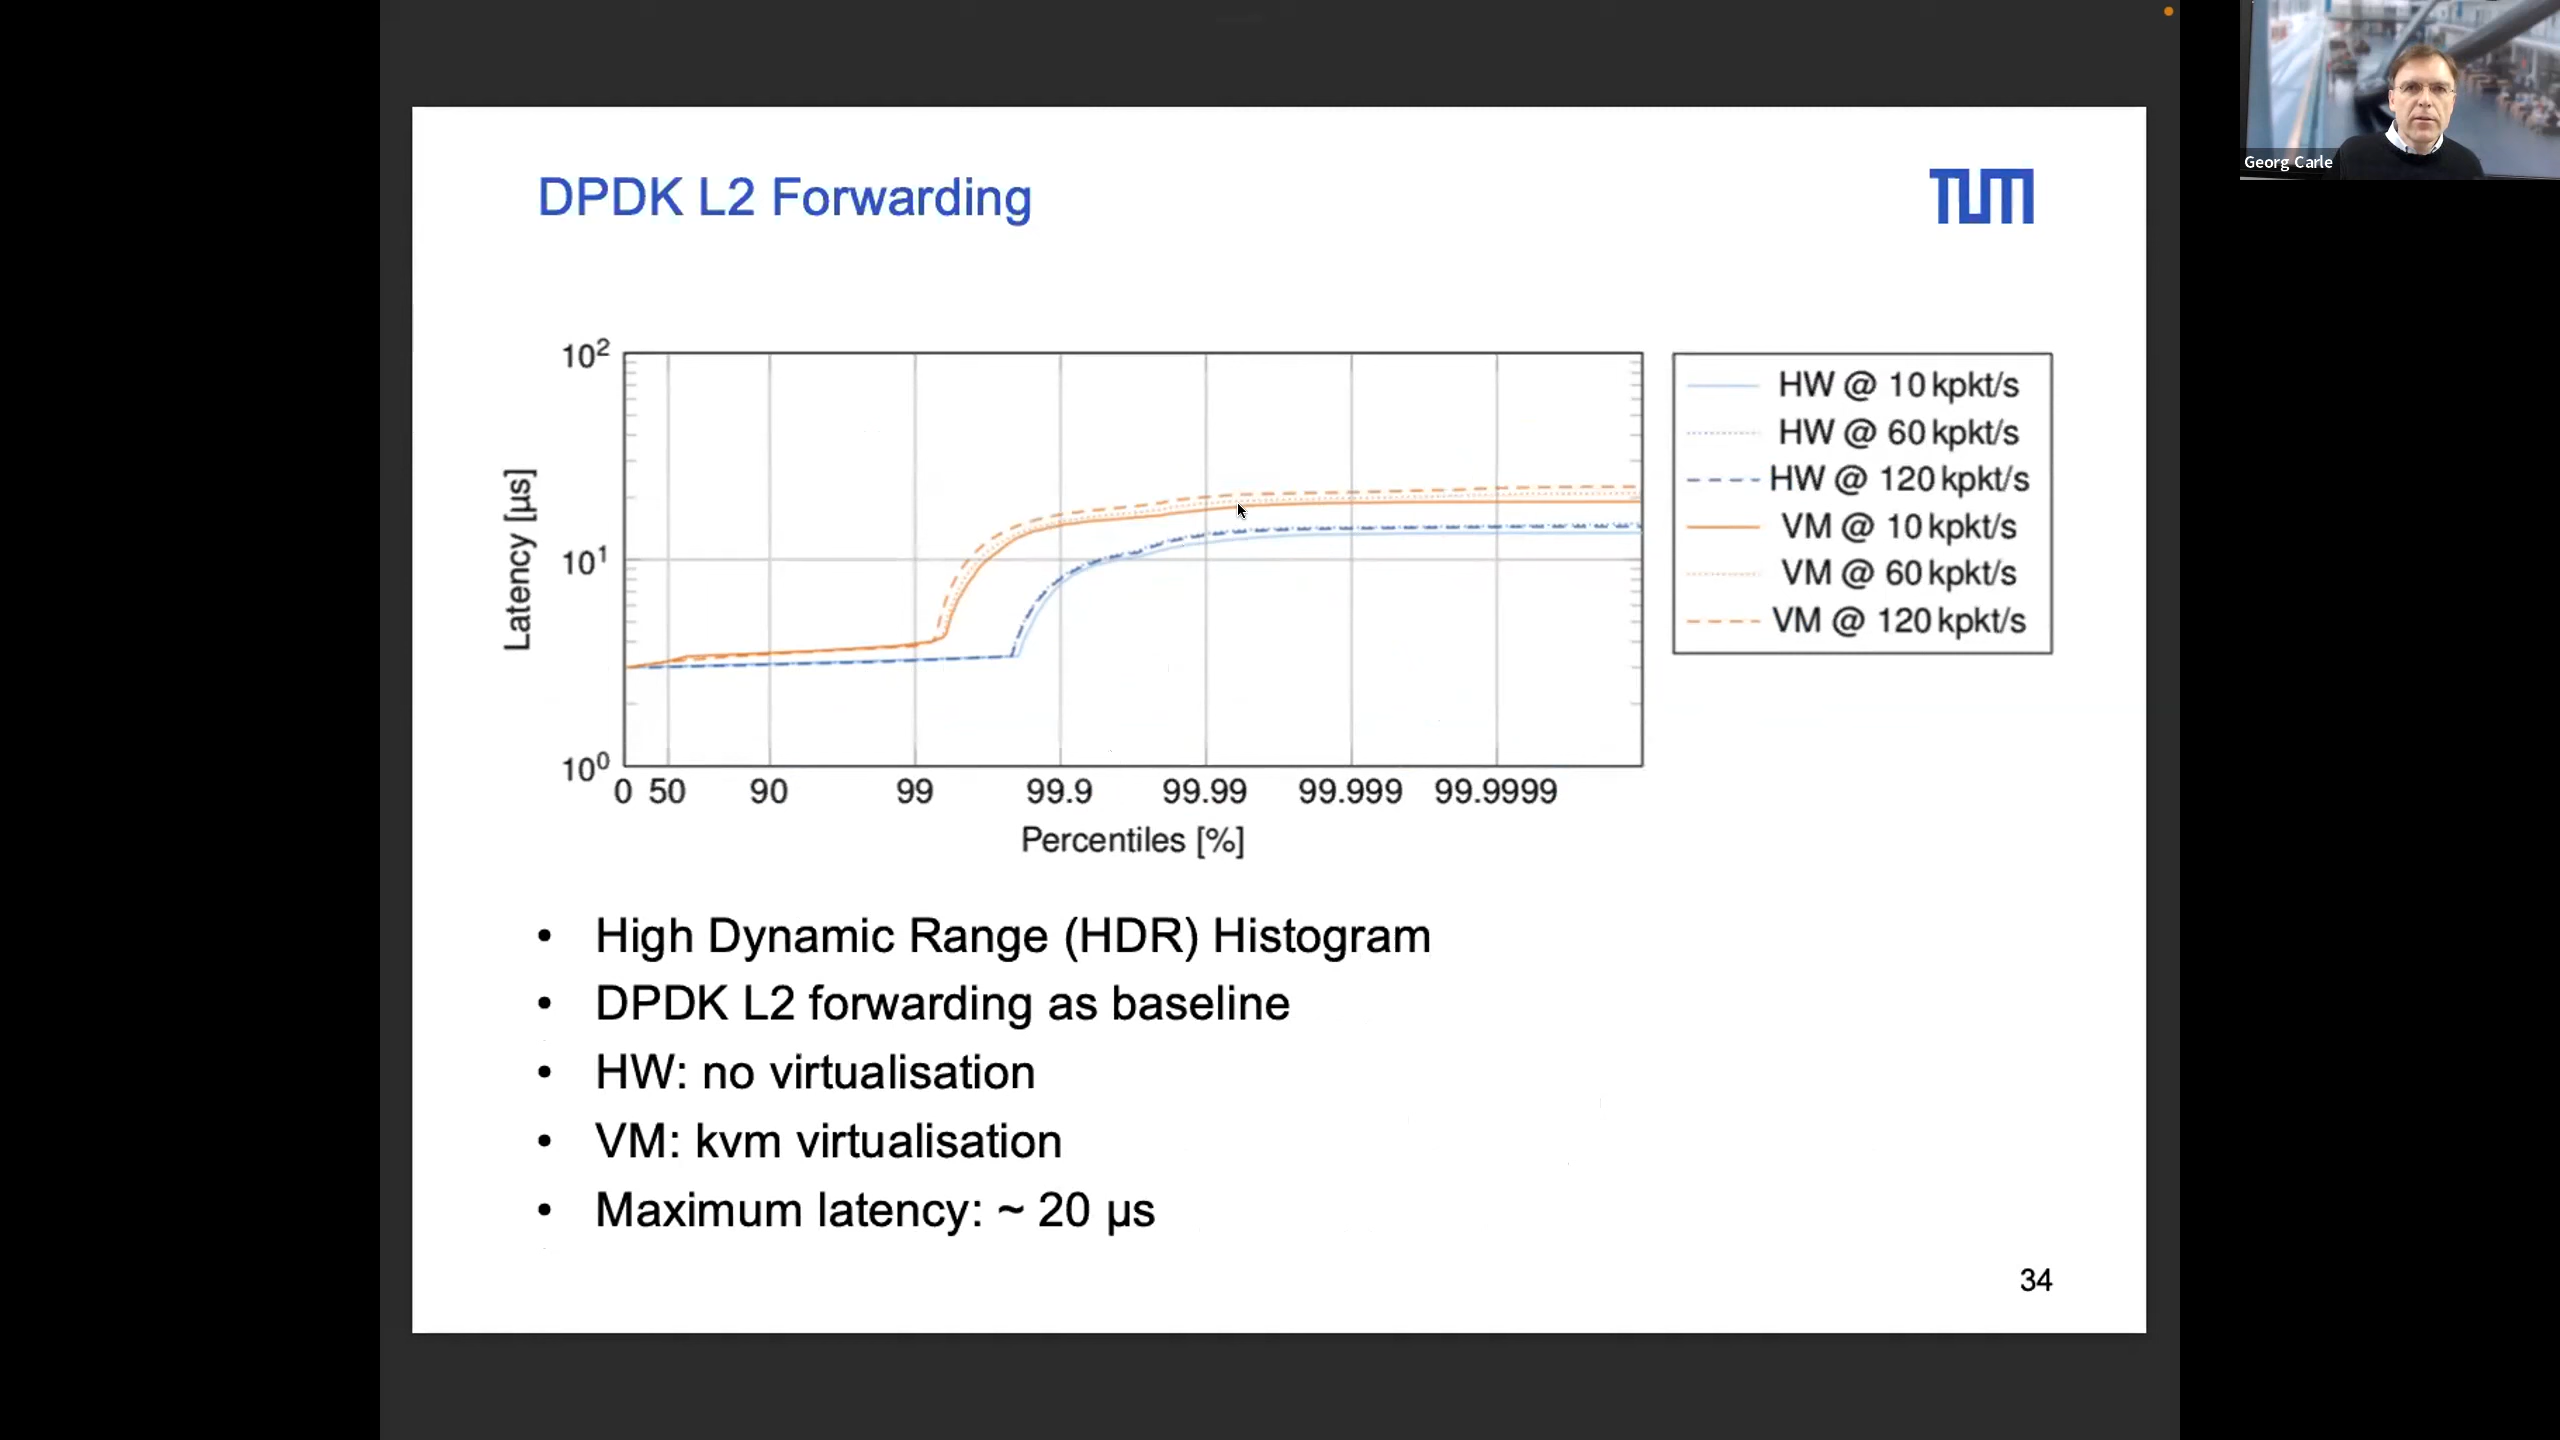 Georg Carle
DPDK L2 Forwarding
TUM
10²
10¹
10⁰
Latency [µs]
0 50 90 99 99.9 99.99 99.999 99.9999
Percentiles [%]
HW @ 10 kpkt/s
HW @ 60 kpkt/s
HW @ 120 kpkt/s
VM @ 10 kpkt/s
VM @ 60 kpkt/s
VM @ 120 kpkt/s
• High Dynamic Range (HDR) Histogram
• DPDK L2 forwarding as baseline
• HW: no virtualisation
• VM: kvm virtualisation
• Maximum latency: ~ 20 µs
34